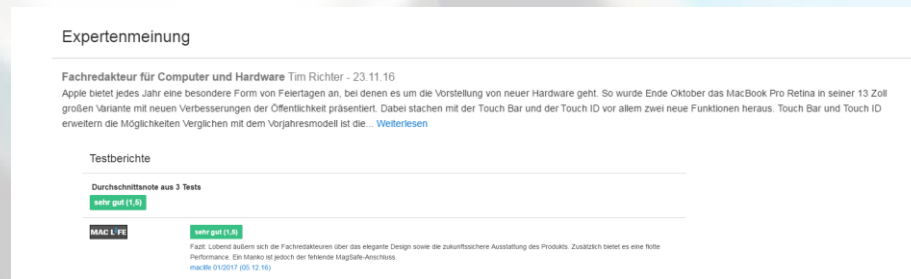 Expertenmeinung
Fachredakteur für Computer und Hardware Tim Richter - 23.11.16
Apple bietet jedes Jahr eine besondere Form von Feiertagen an, bei denen es um die Vorstellung von neuer Hardware geht. So wurde Ende Oktober das MacBook Pro Retina in seiner 13 Zoll
großen Variante mit neuen Verbesserungen der Öffentlichkeit präsentiert. Dabei stachen mit der Touch Bar und der Touch ID vor allem zwei neue Funktionen heraus. Touch Bar und Touch ID
erweitern die Möglichkeiten Verglichen mit dem Vorjahresmodell ist die... Weiterlesen
Testberichte
Durchschnittsnote aus 3 Tests
sehr gut (1,5)
MAC LIFE
sehr gut (1,5)
Fazit: Lobend äußern sich die Fachredakteuren über das elegante Design sowie die zukunftssichere Ausstattung des Produkts. Zusätzlich bietet es eine flotte
Performance. Ein Manko ist jedoch der fehlende MagSafe-Anschluss.
maclife 01/2017 (05.12.16)